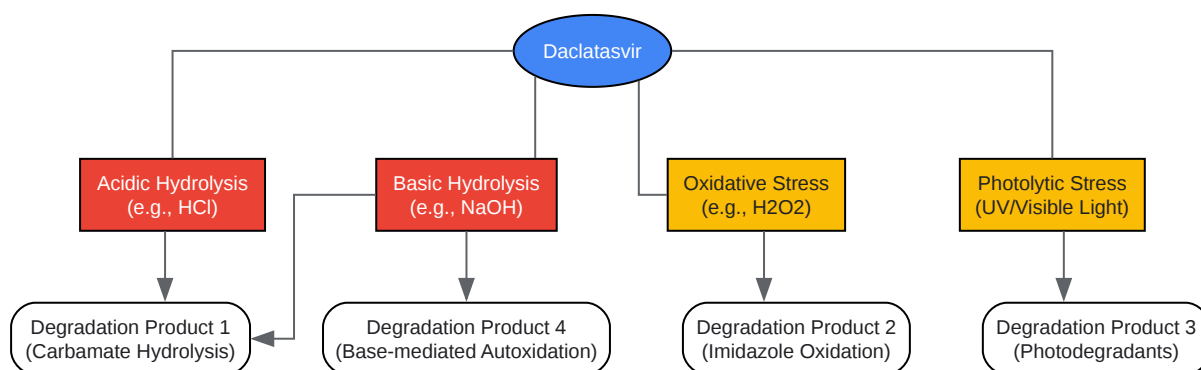 Daclatasvir
Acidic Hydrolysis
(e.g., HCl)
Basic Hydrolysis
(e.g., NaOH)
Oxidative Stress
(e.g., H2O2)
Photolytic Stress
(UV/Visible Light)
Degradation Product 1
(Carbamate Hydrolysis)
Degradation Product 4
(Base-mediated Autoxidation)
Degradation Product 2
(Imidazole Oxidation)
Degradation Product 3
(Photodegradants)